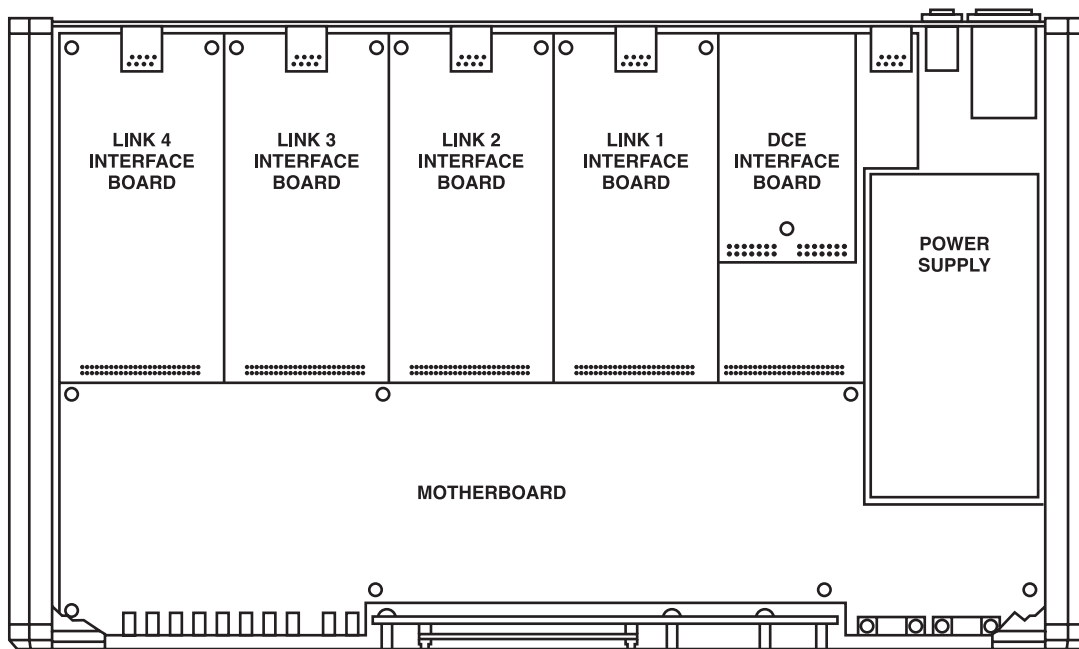 LINK 4
INTERFACE
BOARD
LINK 3
INTERFACE
BOARD
LINK 2
INTERFACE
BOARD
LINK 1
INTERFACE
BOARD
DCE
INTERFACE
BOARD
POWER
SUPPLY
MOTHERBOARD